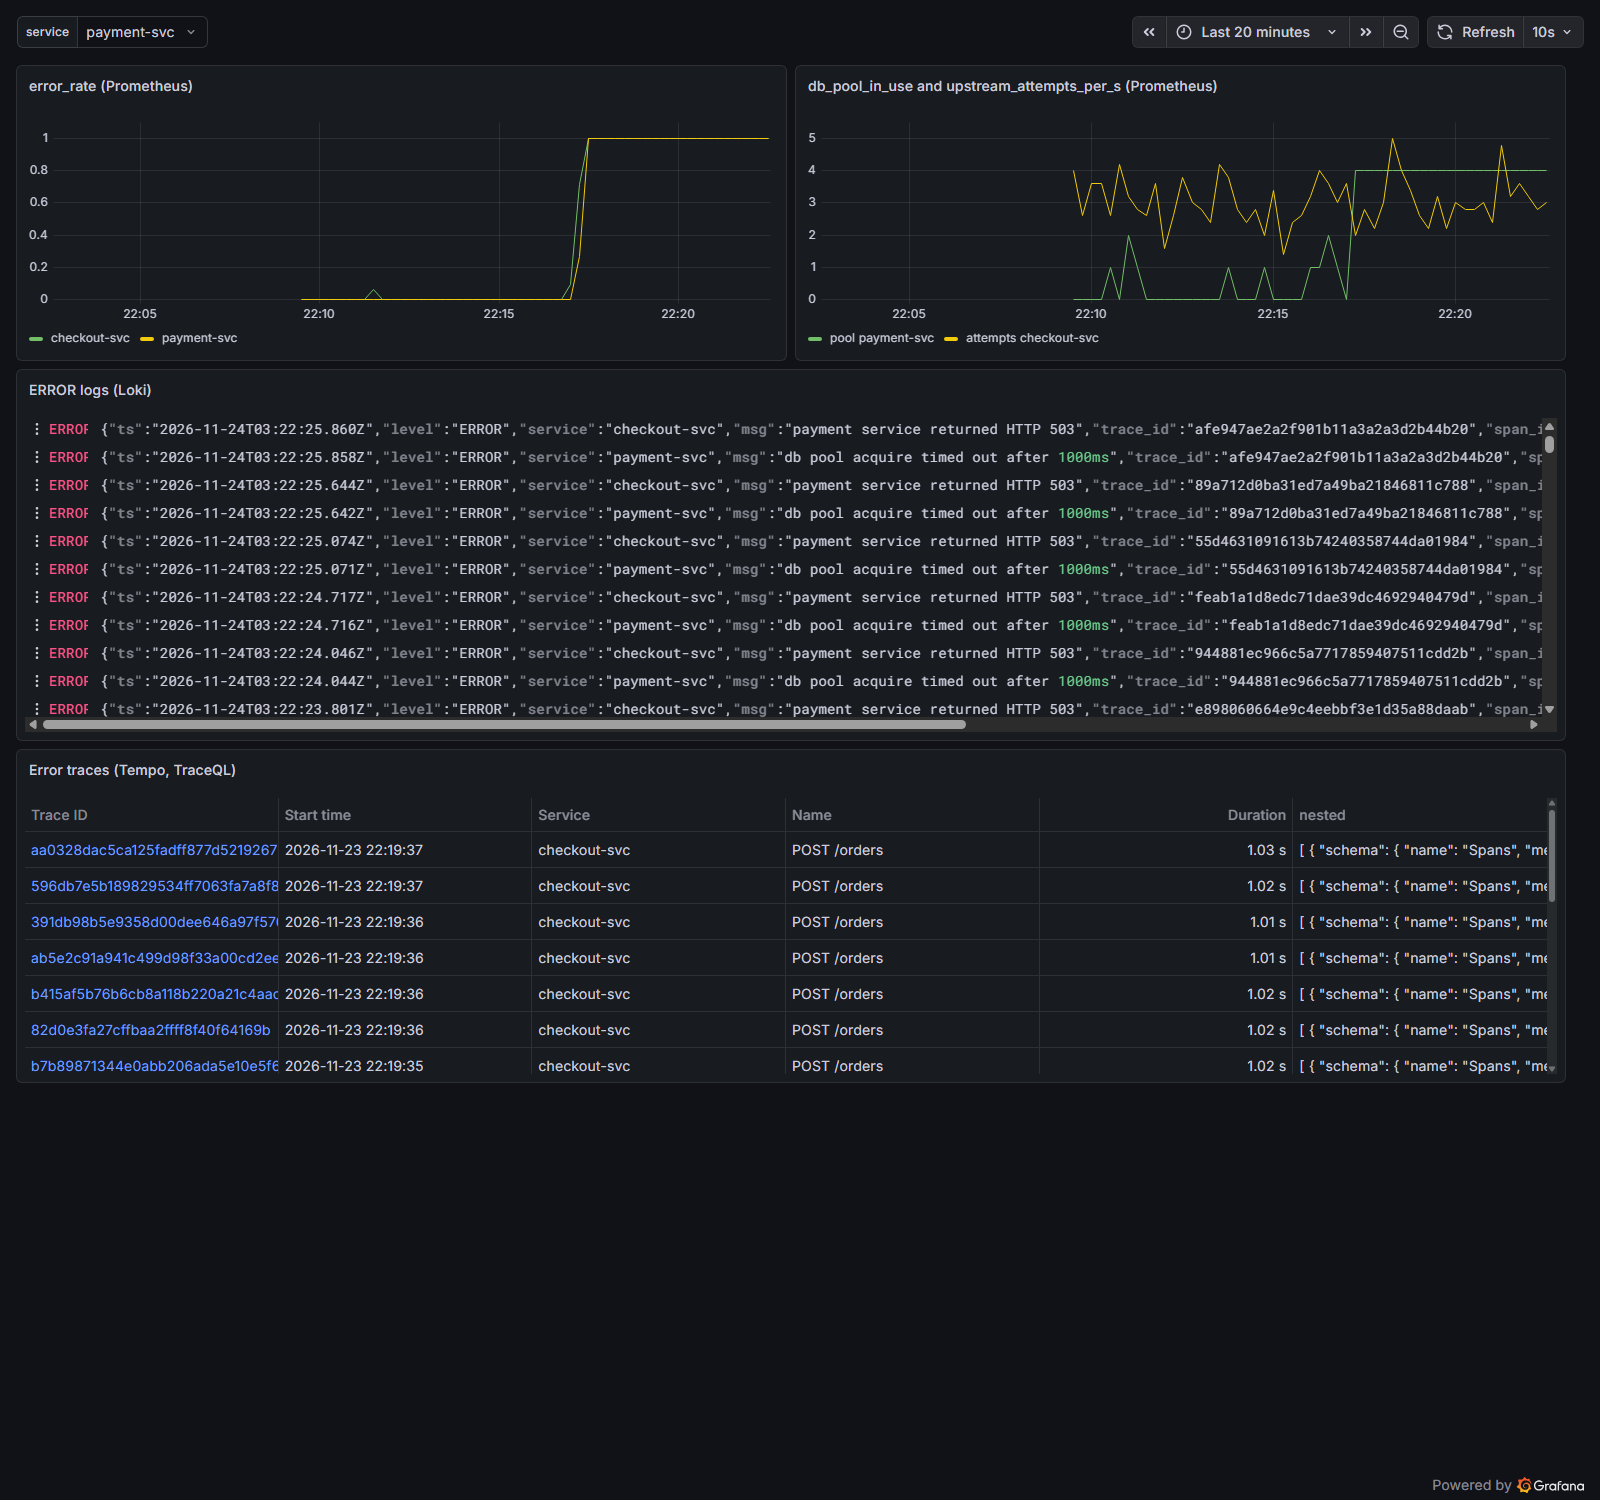 service payment-svc Last 20 minutes Refresh 10s
error_rate (Prometheus)
1
0.8
0.6
0.4
0.2
0
22:05 22:10 22:15 22:20
checkout-svc payment-svc
db_pool_in_use and upstream_attempts_per_s (Prometheus)
5
4
3
2
1
0
22:05 22:10 22:15 22:20
pool payment-svc attempts checkout-svc
ERROR logs (Loki)
ERROR {"ts":"2026-11-24T03:22:25.860Z","level":"ERROR","service":"checkout-svc","msg":"payment service returned HTTP 503","trace_id":"afe947ae2a2f901b11a3a2a3d2b44b20","span_i
ERROR {"ts":"2026-11-24T03:22:25.858Z","level":"ERROR","service":"payment-svc","msg":"db pool acquire timed out after 1000ms","trace_id":"afe947ae2a2f901b11a3a2a3d2b44b20","sp
ERROR {"ts":"2026-11-24T03:22:25.644Z","level":"ERROR","service":"checkout-svc","msg":"payment service returned HTTP 503","trace_id":"89a712d0ba31ed7a49ba21846811c788","span_i
ERROR {"ts":"2026-11-24T03:22:25.642Z","level":"ERROR","service":"payment-svc","msg":"db pool acquire timed out after 1000ms","trace_id":"89a712d0ba31ed7a49ba21846811c788","sp
ERROR {"ts":"2026-11-24T03:22:25.074Z","level":"ERROR","service":"checkout-svc","msg":"payment service returned HTTP 503","trace_id":"55d4631091613b74240358744da01984","span_i
ERROR {"ts":"2026-11-24T03:22:25.071Z","level":"ERROR","service":"payment-svc","msg":"db pool acquire timed out after 1000ms","trace_id":"55d4631091613b74240358744da01984","sp
ERROR {"ts":"2026-11-24T03:22:24.717Z","level":"ERROR","service":"checkout-svc","msg":"payment service returned HTTP 503","trace_id":"feab1a1d8edc71dae39dc4692940479d","span_i
ERROR {"ts":"2026-11-24T03:22:24.716Z","level":"ERROR","service":"payment-svc","msg":"db pool acquire timed out after 1000ms","trace_id":"feab1a1d8edc71dae39dc4692940479d","sp
ERROR {"ts":"2026-11-24T03:22:24.046Z","level":"ERROR","service":"checkout-svc","msg":"payment service returned HTTP 503","trace_id":"944881ec966c5a7717859407511cdd2b","span_i
ERROR {"ts":"2026-11-24T03:22:24.044Z","level":"ERROR","service":"payment-svc","msg":"db pool acquire timed out after 1000ms","trace_id":"944881ec966c5a7717859407511cdd2b","sp
ERROR {"ts":"2026-11-24T03:22:23.801Z","level":"ERROR","service":"checkout-svc","msg":"payment service returned HTTP 503","trace_id":"e898060664e9c4eebbf3e1d35a88daab","span_i
Error traces (Tempo, TraceQL)
Trace ID Start time Service Name Duration nested
aa0328dac5ca125fadff877d5219267 2026-11-23 22:19:37 checkout-svc POST /orders 1.03 s [ { "schema": { "name": "Spans", "me
596db7e5b189829534ff7063fa7a8f8 2026-11-23 22:19:37 checkout-svc POST /orders 1.02 s [ { "schema": { "name": "Spans", "me
391db98b5e9358d00dee646a97f570 2026-11-23 22:19:36 checkout-svc POST /orders 1.01 s [ { "schema": { "name": "Spans", "me
ab5e2c91a941c499d98f33a00cd2ee 2026-11-23 22:19:36 checkout-svc POST /orders 1.01 s [ { "schema": { "name": "Spans", "me
b415af5b76b6cb8a118b220a21c4aac 2026-11-23 22:19:36 checkout-svc POST /orders 1.02 s [ { "schema": { "name": "Spans", "me
82d0e3fa27cffbaa2ffff8f40f64169b 2026-11-23 22:19:36 checkout-svc POST /orders 1.02 s [ { "schema": { "name": "Spans", "me
b7b89871344e0abb206ada5e10e5f6 2026-11-23 22:19:35 checkout-svc POST /orders 1.02 s [ { "schema": { "name": "Spans", "me
Powered by Grafana